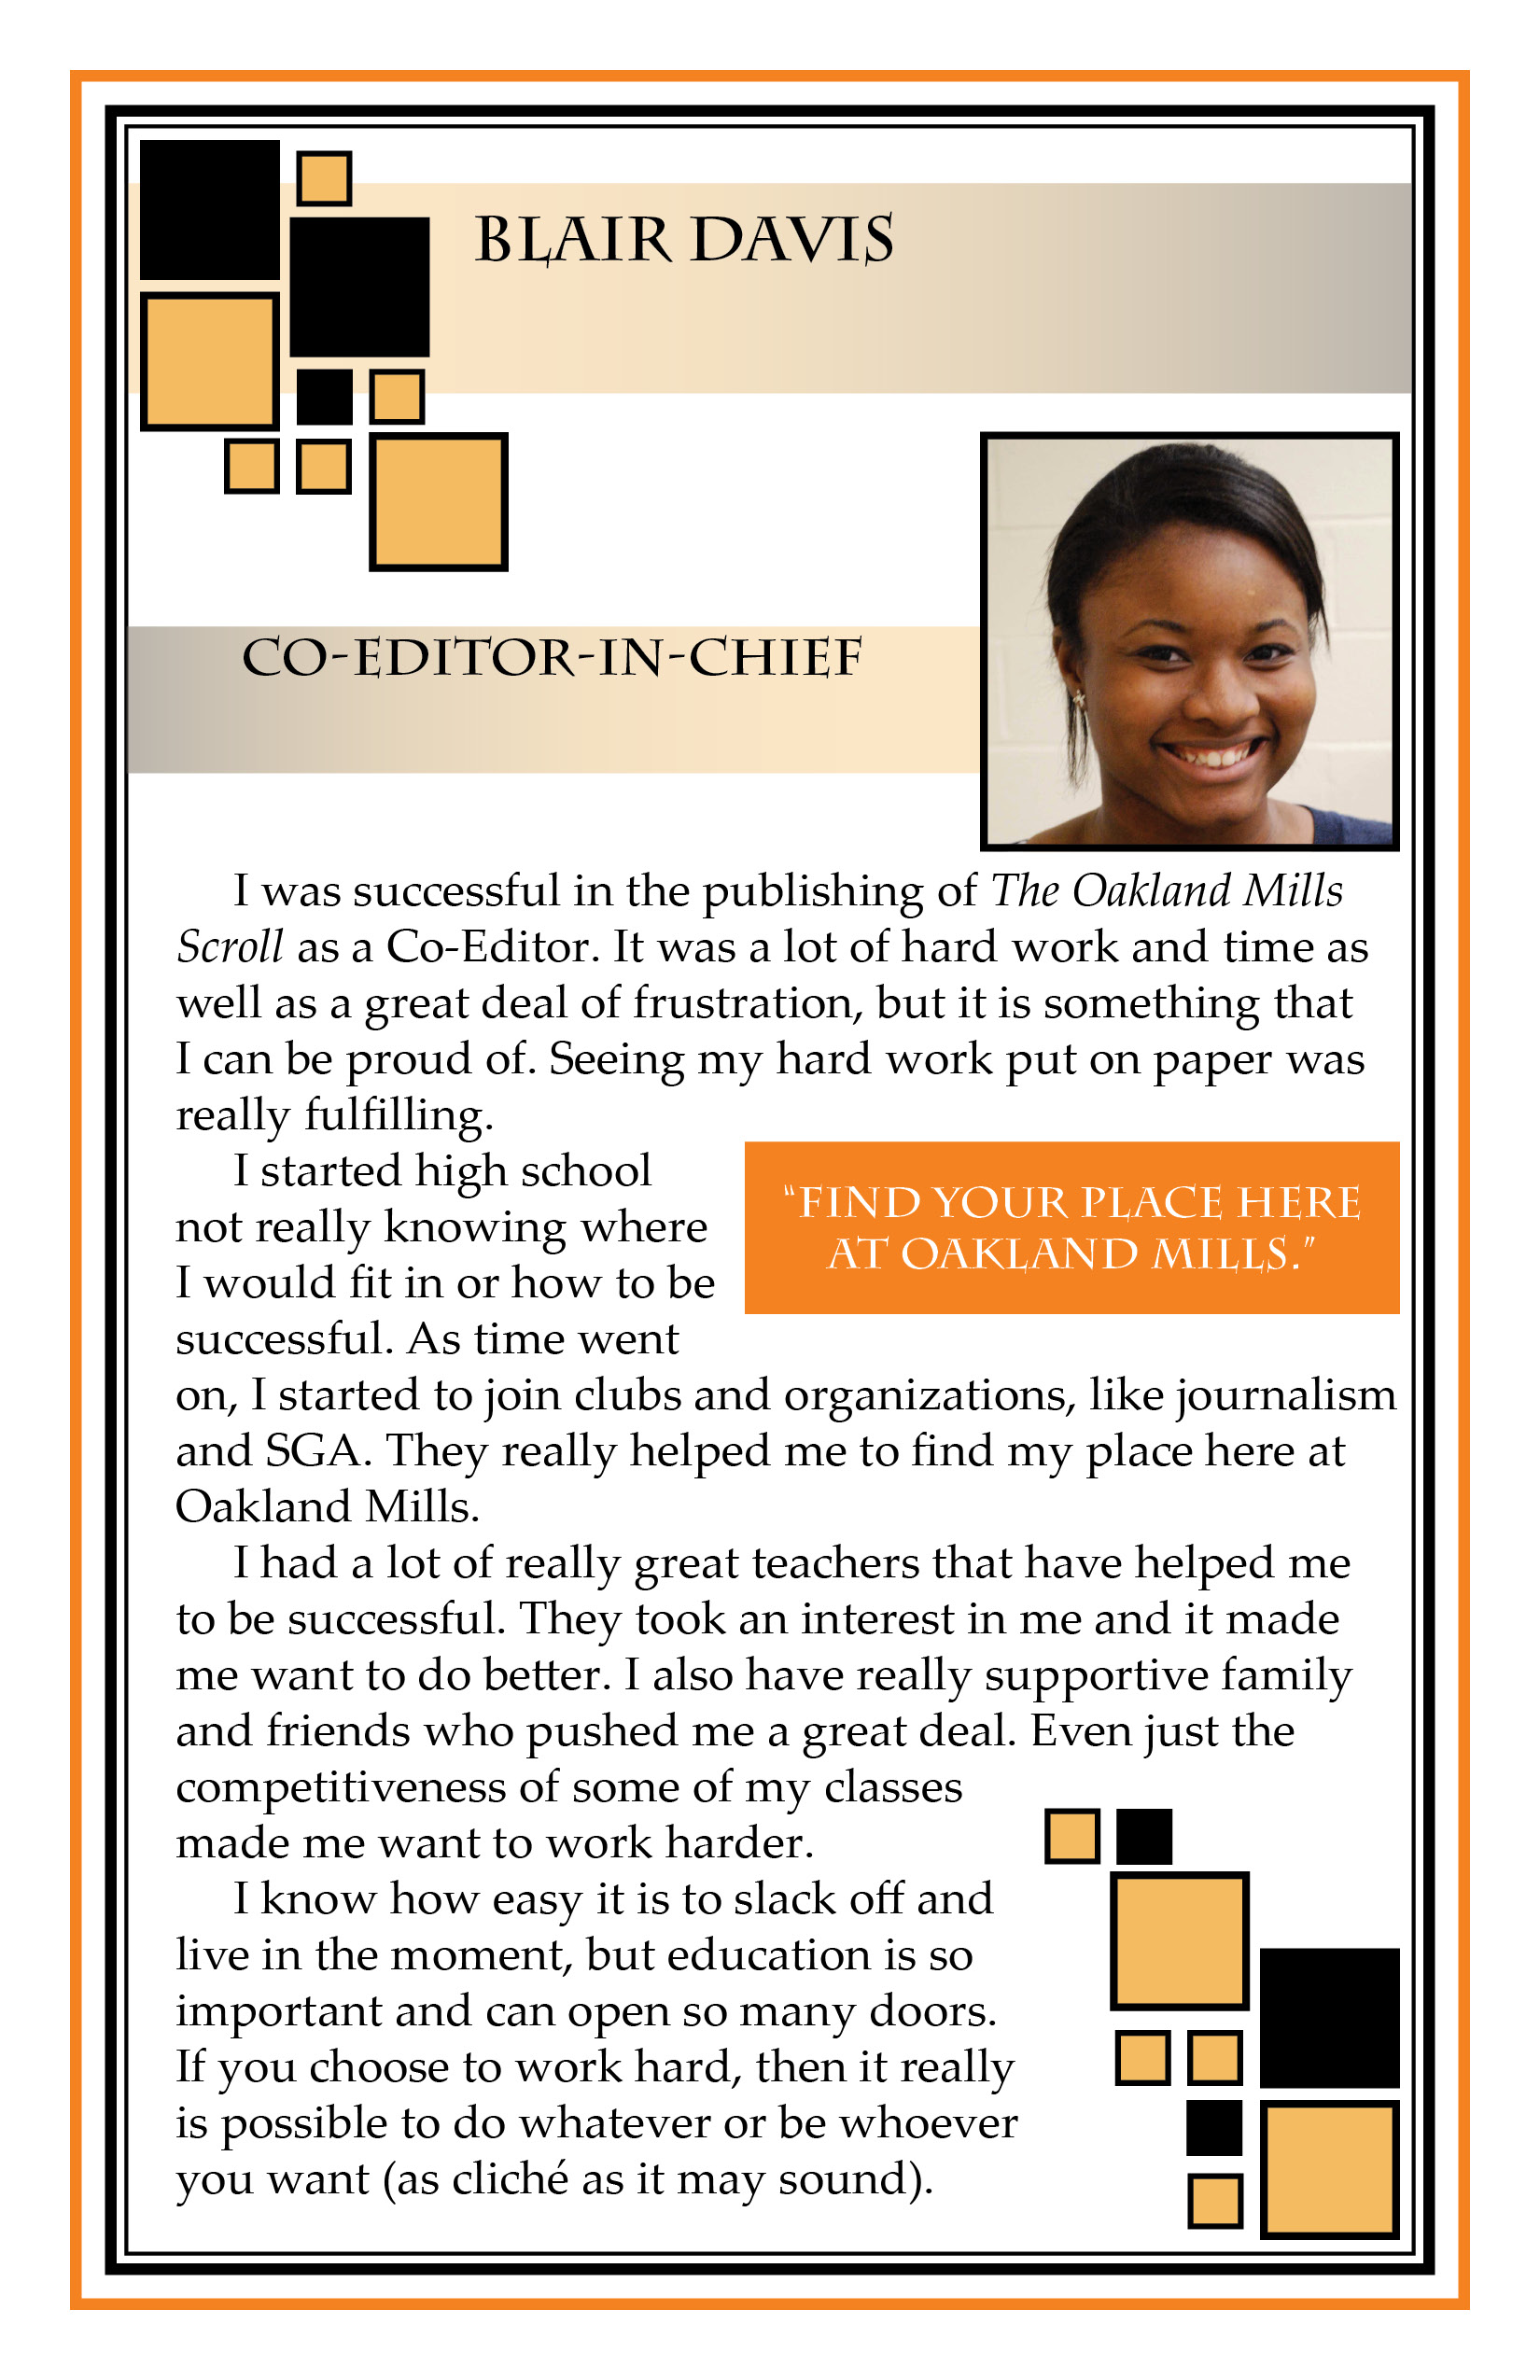 BLAIR DAVIS
CO-EDITOR-IN-CHIEF
I was successful in the publishing of The Oakland Mills
Scroll as a Co-Editor. It was a lot of hard work and time as
well as a great deal of frustration, but it is something that
I can be proud of. Seeing my hard work put on paper was
really fulfilling.
I started high school
not really knowing where
I would fit in or how to be
successful. As time went
on, I started to join clubs and organizations, like journalism
and SGA. They really helped me to find my place here at
Oakland Mills.
"FIND YOUR PLACE HERE
AT OAKLAND MILLS."
I had a lot of really great teachers that have helped me
to be successful. They took an interest in me and it made
me want to do better. I also have really supportive family
and friends who pushed me a great deal. Even just the
competitiveness of some of my classes
made me want to work harder.
I know how easy it is to slack off and
live in the moment, but education is so
important and can open so many doors.
If you choose to work hard, then it really
is possible to do whatever or be whoever
you want (as cliché as it may sound).